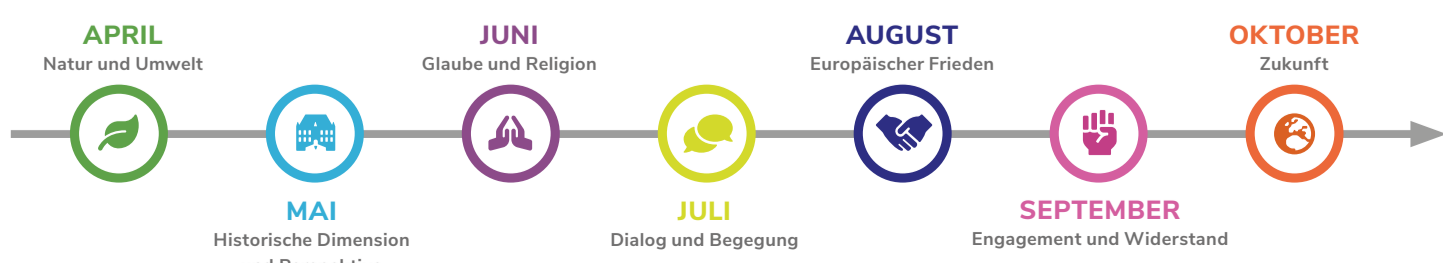 APRIL
Natur und Umwelt
MAI
Historische Dimension
JUNI
Glaube und Religion
JULI
Dialog und Begegung
AUGUST
Europäischer Frieden
SEPTEMBER
Engagement und Widerstand
OKTOBER
Zukunft